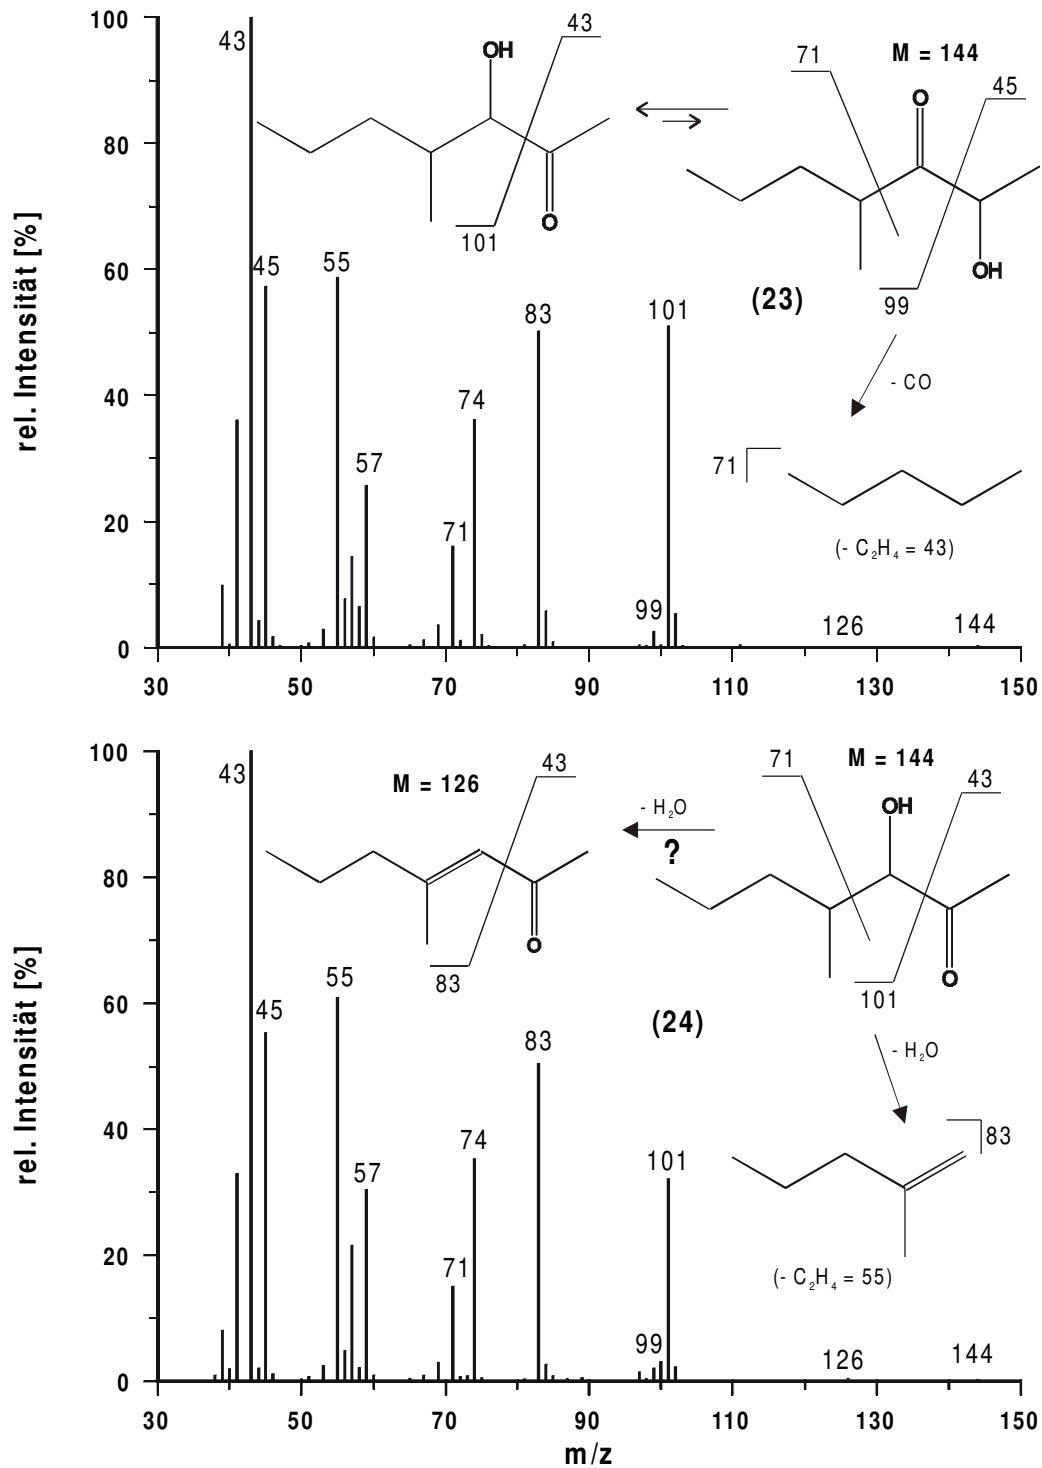 100
43
43
OH
71
M = 144
45
O
80
O
101
OH
60
45
55
(23)
99
83
101
- CO
40
74
57
71
rel. Intensität [%]
(- C₂H₄ = 43)
20
71
99
126
144
0
30 50 70 90 110 130 150
100
43
M = 126
43
71
M = 144
43
- H₂O
?
OH
80
O
83
O
101
60
55
45
(24)
83
- H₂O
40
74
101
57
83
rel. Intensität [%]
20
71
(- C₂H₄ = 55)
99
126
144
0
30 50 70 90 110 130 150
m/z